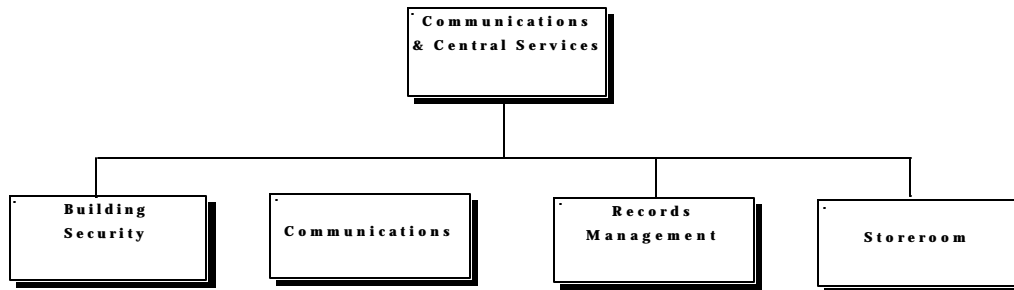 Communications
& Central Services
Building
Security
Communications
Records
Management
Storeroom